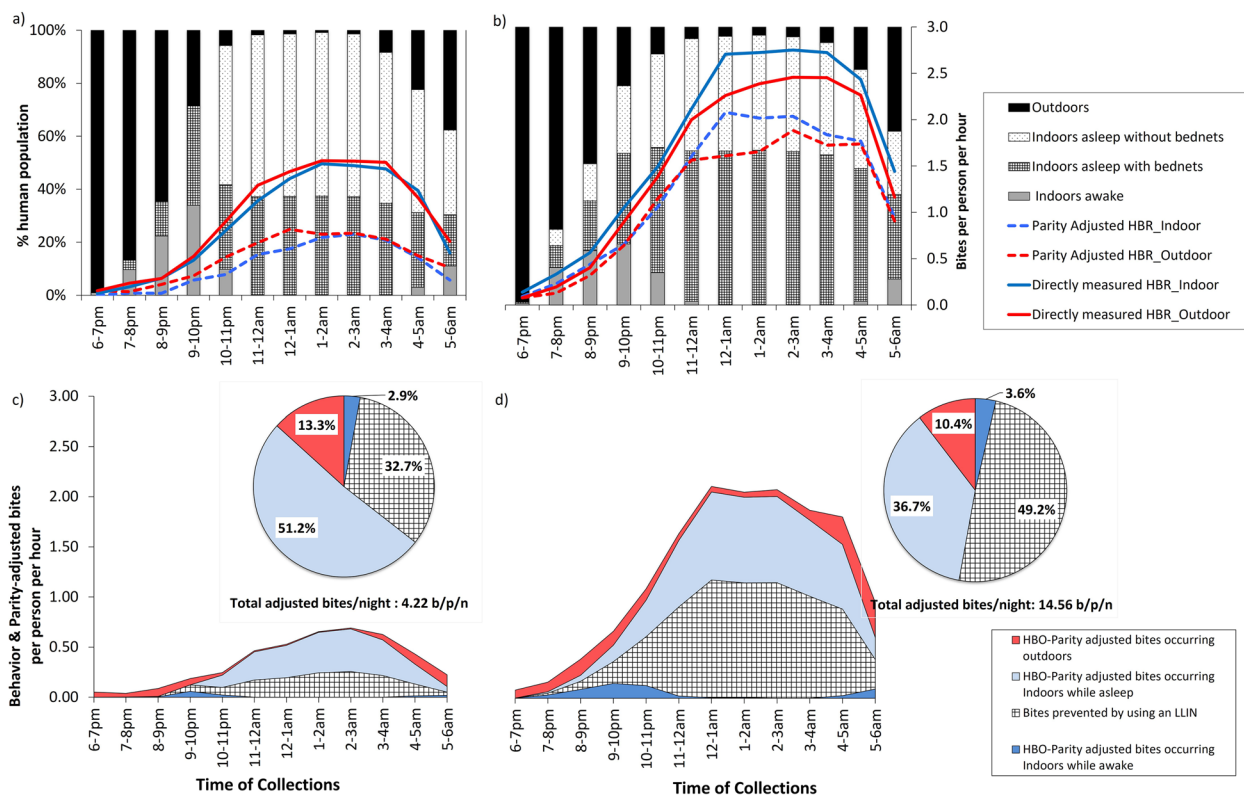 a)
100%
80%
60%
40%
20%
0%
% human population
6-7pm
7-8pm
8-9pm
9-10pm
10-11pm
11-12am
12-1am
1-2am
2-3am
3-4am
4-5am
5-6am
b)
3.0
2.5
2.0
1.5
1.0
0.5
0.0
Bites per person per hour
6-7pm
7-8pm
8-9pm
9-10pm
10-11pm
11-12am
12-1am
1-2am
2-3am
3-4am
4-5am
5-6am
Outdoors
Indoors asleep without bednets
Indoors asleep with bednets
Indoors awake
Parity Adjusted HBR_Indoor
Parity Adjusted HBR_Outdoor
Directly measured HBR_Indoor
Directly measured HBR_Outdoor
c)
3.00
2.50
2.00
1.50
1.00
0.50
0.00
Behavior & Parity-adjusted bites
per person per hour
2.9%
13.3%
32.7%
51.2%
Total adjusted bites/night : 4.22 b/p/n
6-7pm
7-8pm
8-9pm
9-10pm
10-11pm
11-12am
12-1am
1-2am
2-3am
3-4am
4-5am
5-6am
Time of Collections
d)
3.6%
10.4%
36.7%
49.2%
Total adjusted bites/night: 14.56 b/p/n
6-7pm
7-8pm
8-9pm
9-10pm
10-11pm
11-12am
12-1am
1-2am
2-3am
3-4am
4-5am
5-6am
Time of Collections
HBO-Parity adjusted bites occurring
outdoors
HBO-Parity adjusted bites occurring
Indoors while asleep
Bites prevented by using an LLIN
HBO-Parity adjusted bites occurring
Indoors while awake